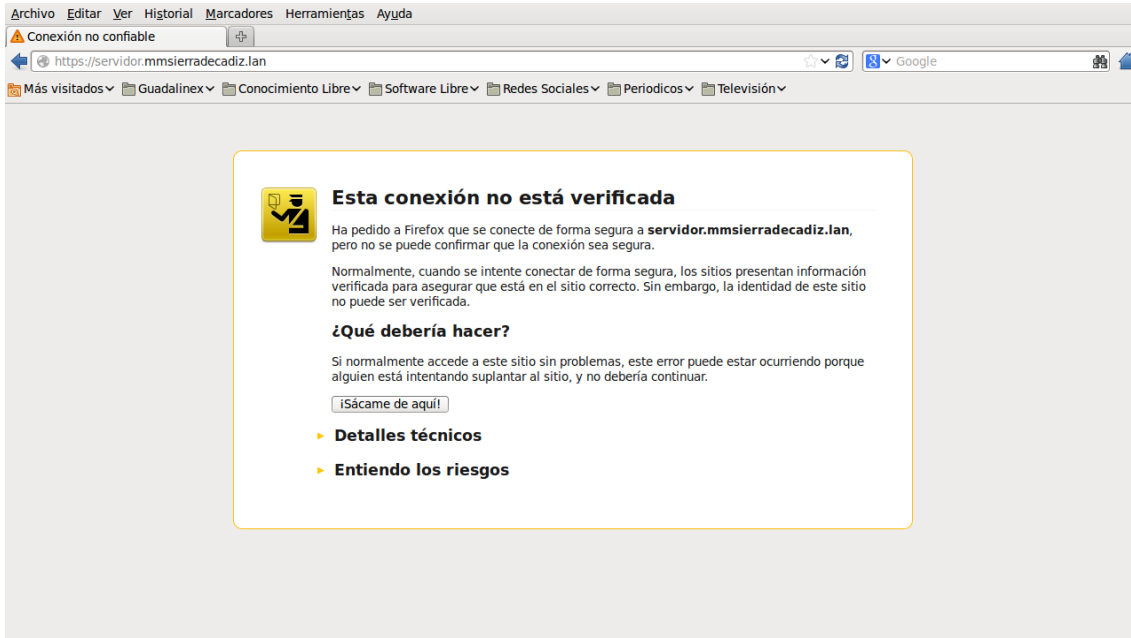 Archivo Editar Ver Historial Marcadores Herramientas Ayuda
Conexión no confiable
https://servidor.mmsierradecadiz.lan
8 Google
Más visitados Guadalinex Conocimiento Libre Software Libre Redes Sociales Periodicos Televisión
Esta conexión no está verificada
Ha pedido a Firefox que se conecte de forma segura a servidor.mmsierradecadiz.lan,
pero no se puede confirmar que la conexión sea segura.
Normalmente, cuando se intente conectar de forma segura, los sitios presentan información
verificada para asegurar que está en el sitio correcto. Sin embargo, la identidad de este sitio
no puede ser verificada.
¿Qué debería hacer?
Si normalmente accede a este sitio sin problemas, este error puede estar ocurriendo porque
alguien está intentando suplantar al sitio, y no debería continuar.
¡Sácame de aquí!
Detalles técnicos
Entiendo los riesgos